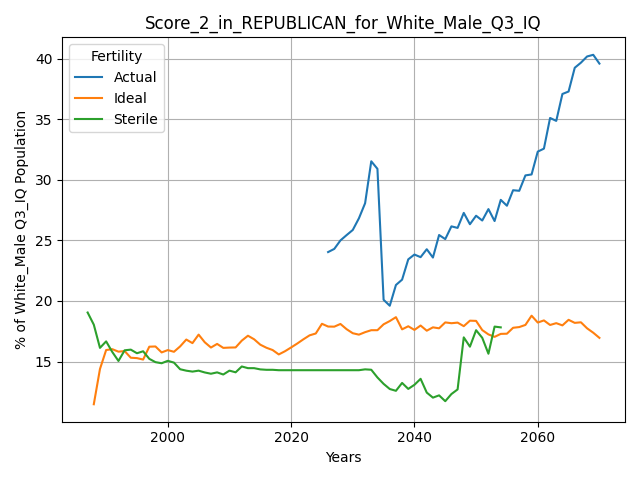 Score_2_in_REPUBLICAN_for_White_Male_Q3_IQ
% of White_Male Q3_IQ Population
40
35
30
25
20
15
Fertility
Actual
Ideal
Sterile
2000
2020
2040
2060
Years